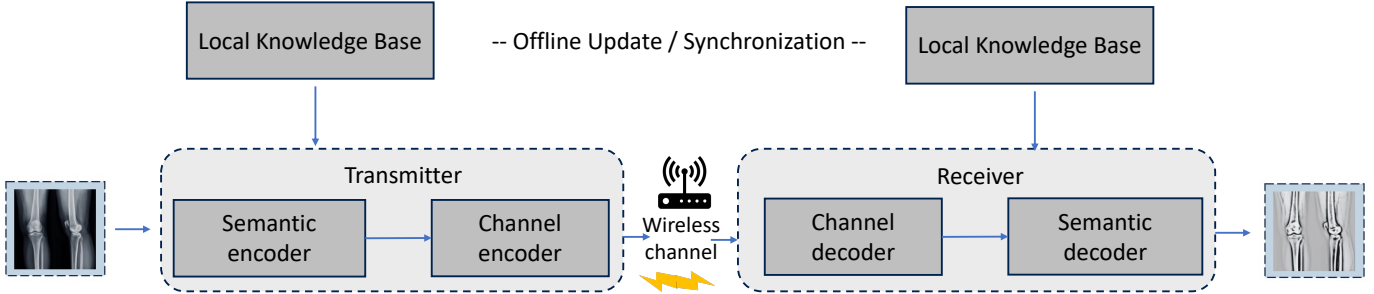 Local Knowledge Base
-- Offline Update / Synchronization --
Local Knowledge Base
Transmitter
Semantic
encoder
Channel
encoder
Wireless
channel
Receiver
Channel
decoder
Semantic
decoder